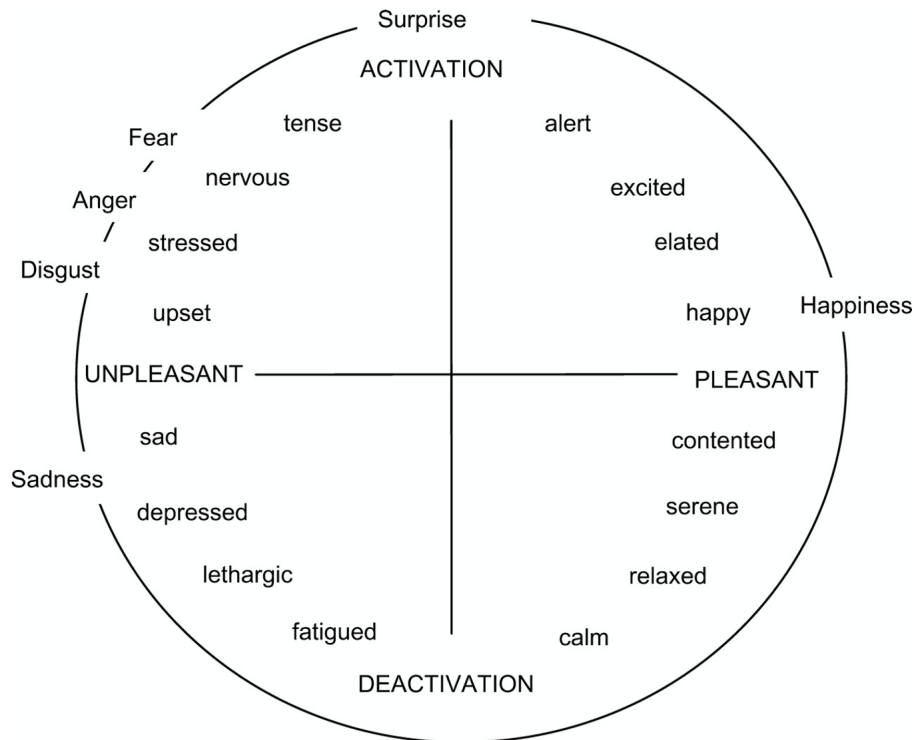 Surprise
ACTIVATION
tense
alert
Fear
nervous
excited
Anger
stressed
elated
Disgust
upset
happy
Happiness
UNPLEASANT
PLEASANT
sad
contented
Sadness
depressed
serene
lethargic
relaxed
fatigued
calm
DEACTIVATION